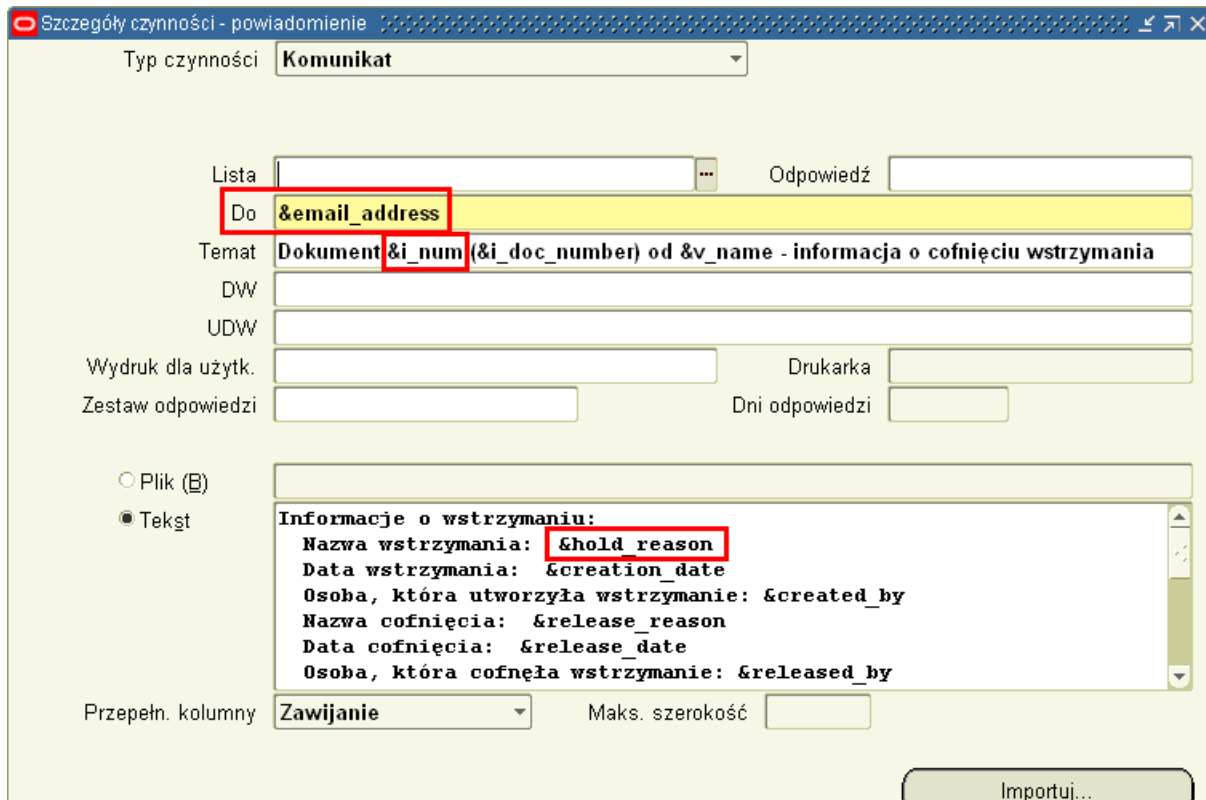 Szczegóły czynności - powiadomienie
Typ czynności Komunikat
Lista Odpowiedź
Do &email_address
Temat Dokument &i_num (&i_doc_number) od &v_name - informacja o cofnięciu wstrzymania
DW
UDW
Wydruk dla użytk. Drukarka
Zestaw odpowiedzi Dni odpowiedzi
Plik (B)
Tekst Informacje o wstrzymaniu:
Nazwa wstrzymania: &hold_reason
Data wstrzymania: &creation_date
Osoba, która utworzyła wstrzymanie: &created_by
Nazwa cofnięcia: &release_reason
Data cofnięcia: &release_date
Osoba, która cofnęła wstrzymanie: &released_by
Przepełn. kolumny Zawijanie Maks. szerokość
Importuj...